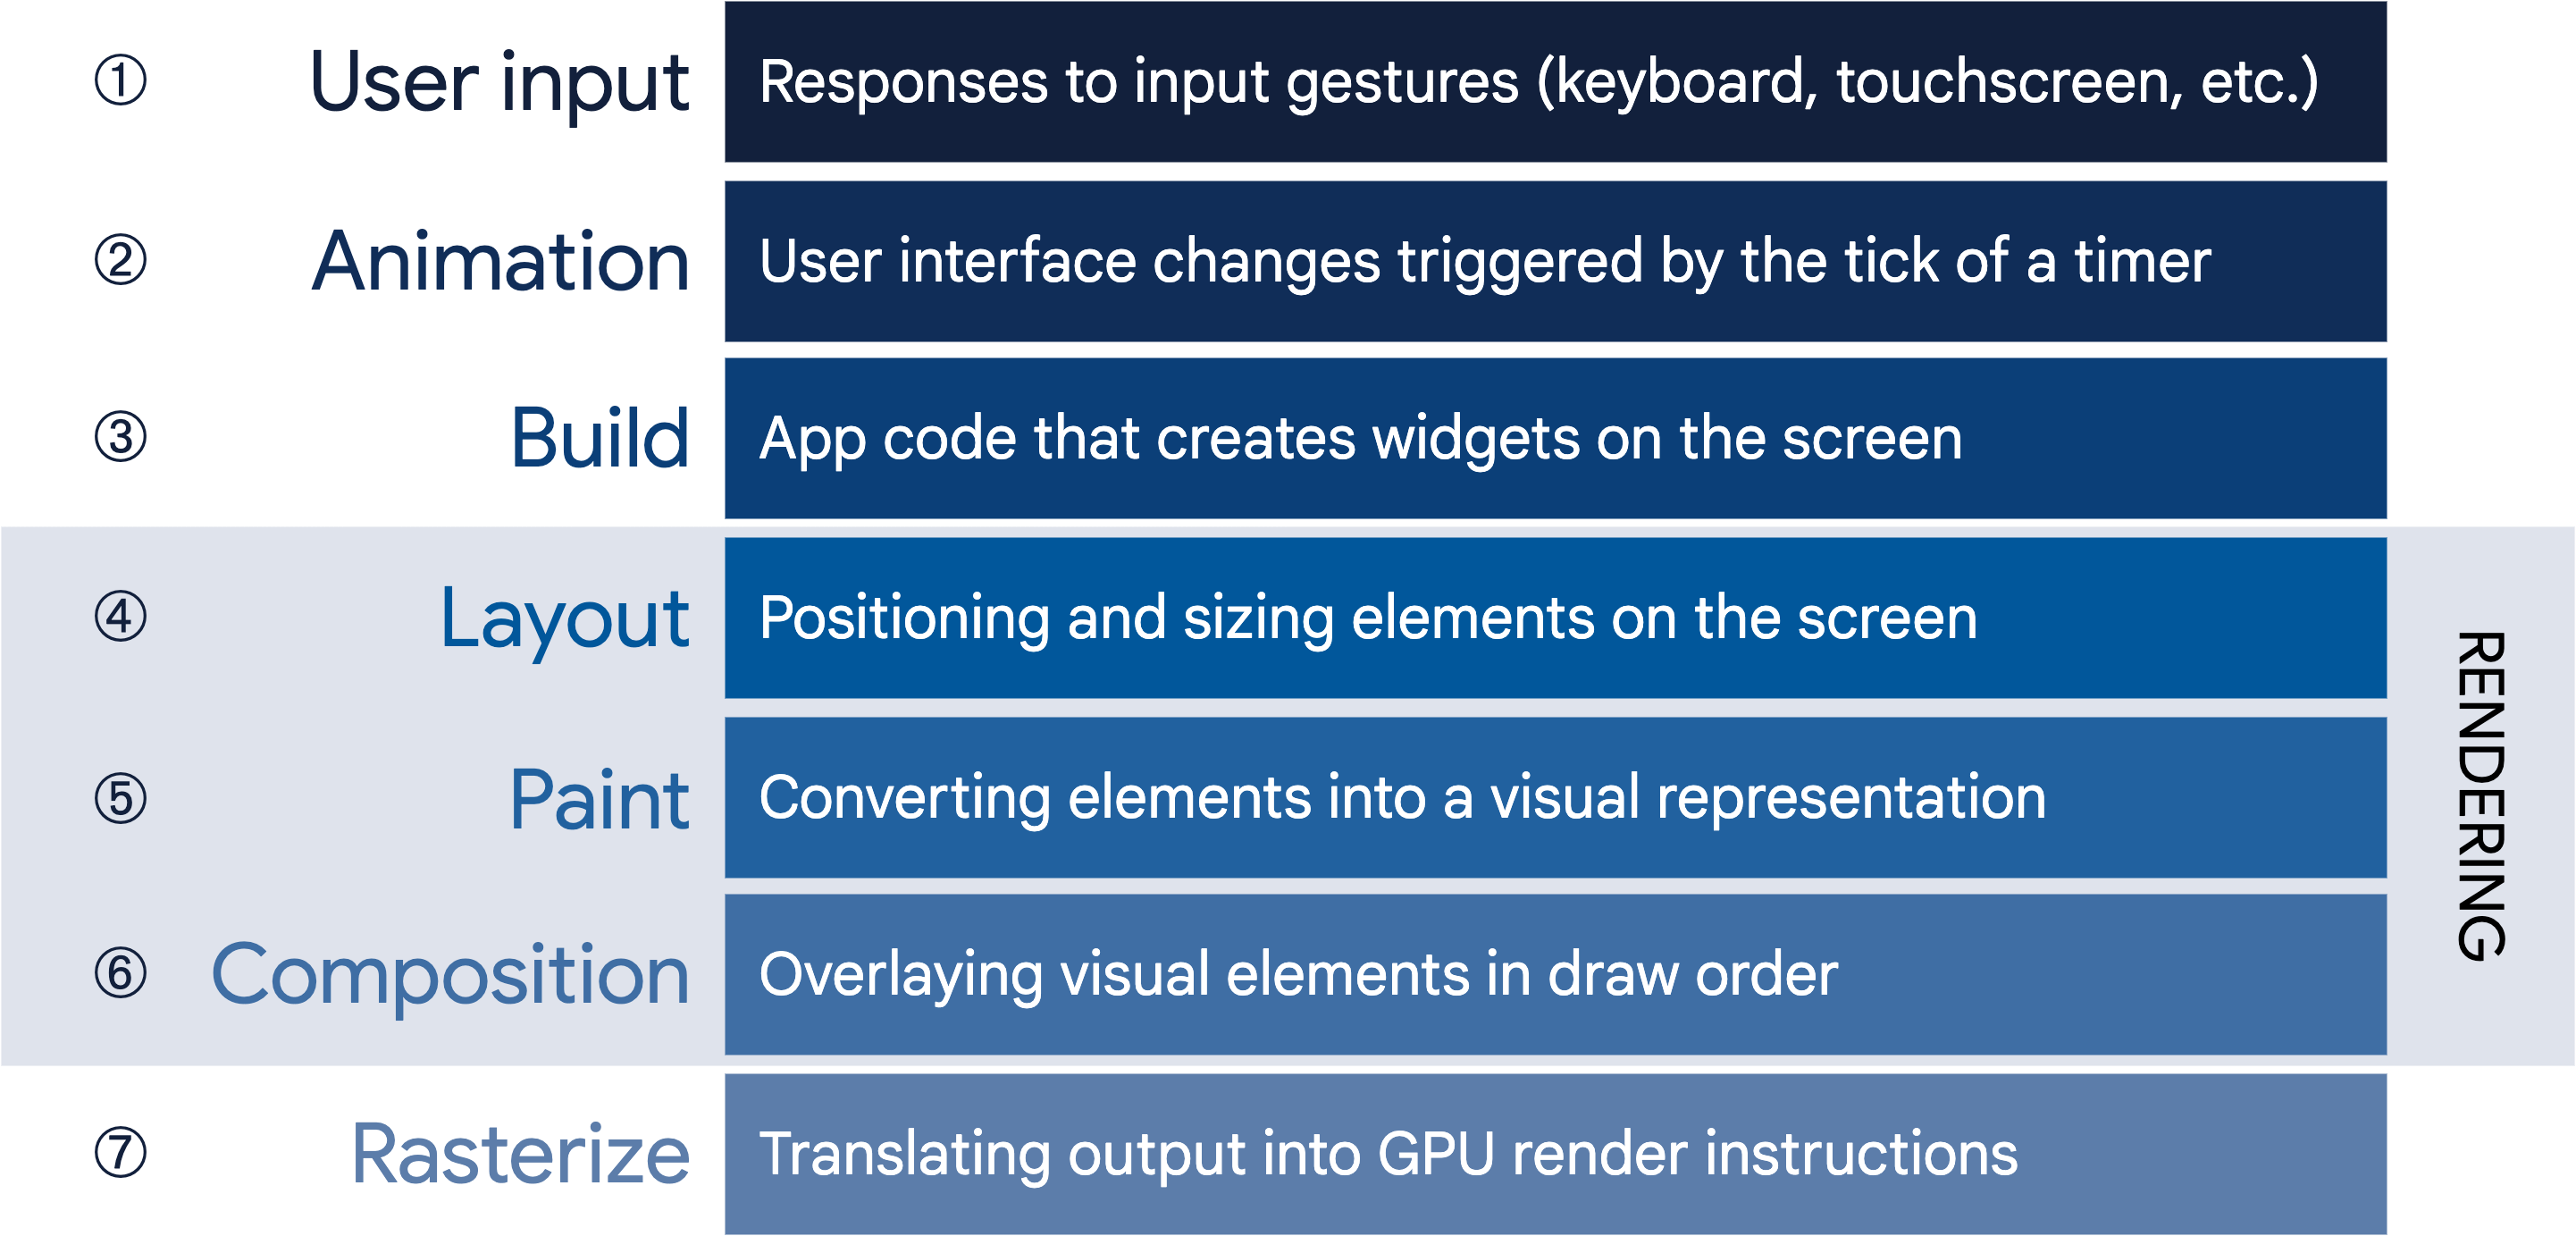 ① User input Responses to input gestures (keyboard, touchscreen, etc.)
② Animation User interface changes triggered by the tick of a timer
③ Build App code that creates widgets on the screen
④ Layout Positioning and sizing elements on the screen
⑤ Paint Converting elements into a visual representation
⑥ Composition Overlaying visual elements in draw order
⑦ Rasterize Translating output into GPU render instructions
RENDERING